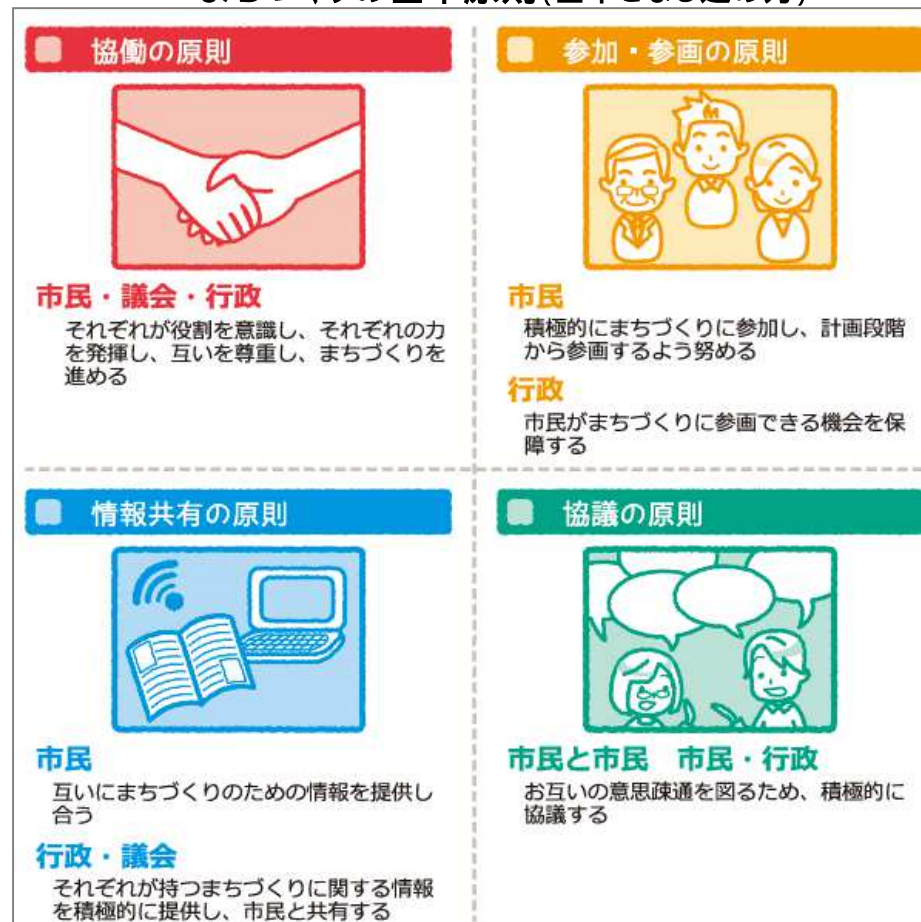 協働の原則
市民・議会・行政
それぞれが役割を意識し、それぞれの力
を発揮し、互いを尊重し、まちづくりを
進める
参加・参画の原則
市民
積極的にまちづくりに参加し、計画段階
から参画するよう努める
行政
市民がまちづくりに参画できる機会を保
障する
情報共有の原則
市民
互いにまちづくりのための情報を提供し
合う
行政・議会
それぞれが持つまちづくりに関する情報
を積極的に提供し、市民と共有する
協議の原則
市民と市民　市民・行政
お互いの意思疎通を図るため、積極的に
協議する